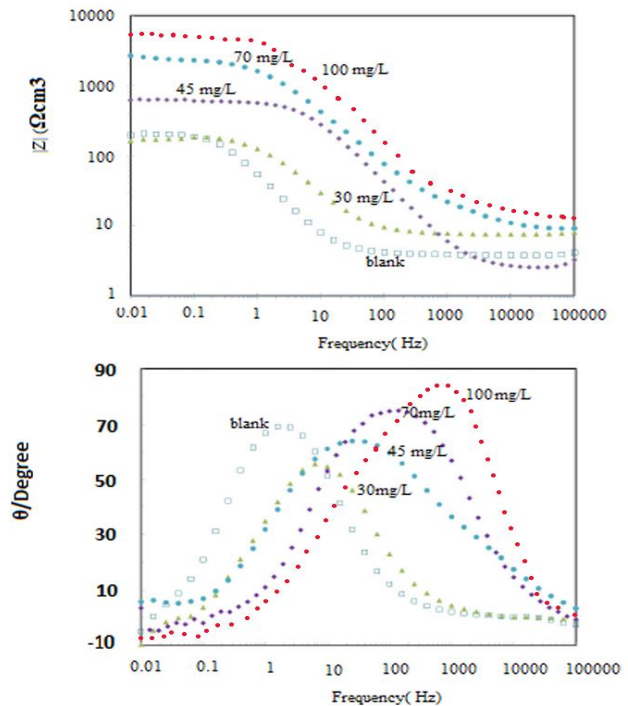 10000
1000
100
10
1
|Z| (Ωcm3
70 mg/L
100 mg/L
45 mg/L
30 mg/L
blank
0.01 0.1 1 10 100 1000 10000 100000
Frequency( Hz)
90
70
50
30
10
-10
θ/Degree
100 mg/L
blank
70mg/L
45 mg/L
30mg/L
0.01 0.1 1 10 100 1000 10000 100000
Frequency( Hz)